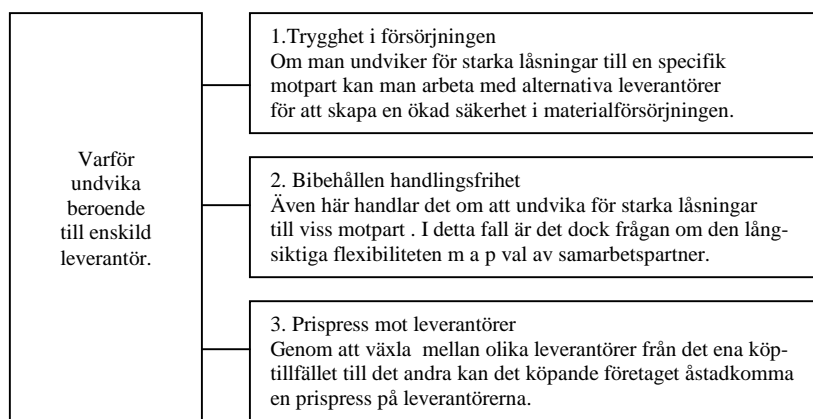 Varför
undvika
beroende
till enskild
leverantör.
1.Trygghet i försörjningen
Om man undviker för starka låsningar till en specifik
motpart kan man arbeta med alternativa leverantörer
för att skapa en ökad säkerhet i materialförsörjningen.
2. Bibehållen handlingsfrihet
Även här handlar det om att undvika för starka låsningar
till viss motpart . I detta fall är det dock frågan om den lång-
siktiga flexibiliteten m a p val av samarbetspartner.
3. Prispress mot leverantörer
Genom att växla  mellan olika leverantörer från det ena köp-
tillfället till det andra kan det köpande företaget åstadkomma
en prispress på leverantörerna.